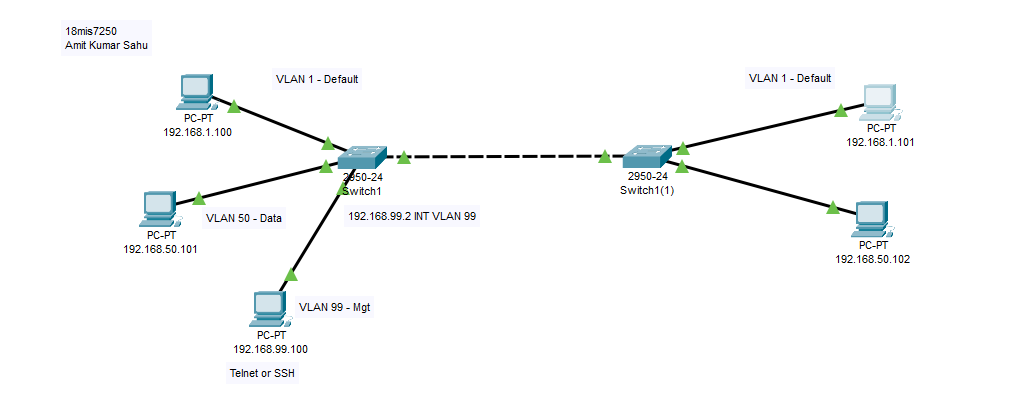 18mis7250
Amit Kumar Sahu
VLAN 1 - Default
VLAN 1 - Default
PC-PT
192.168.1.100
PC-PT
192.168.1.101
2950-24
Switch1
2950-24
Switch1(1)
VLAN 50 - Data
192.168.99.2 INT VLAN 99
PC-PT
192.168.50.101
PC-PT
192.168.50.102
VLAN 99 - Mgt
PC-PT
192.168.99.100
Telnet or SSH